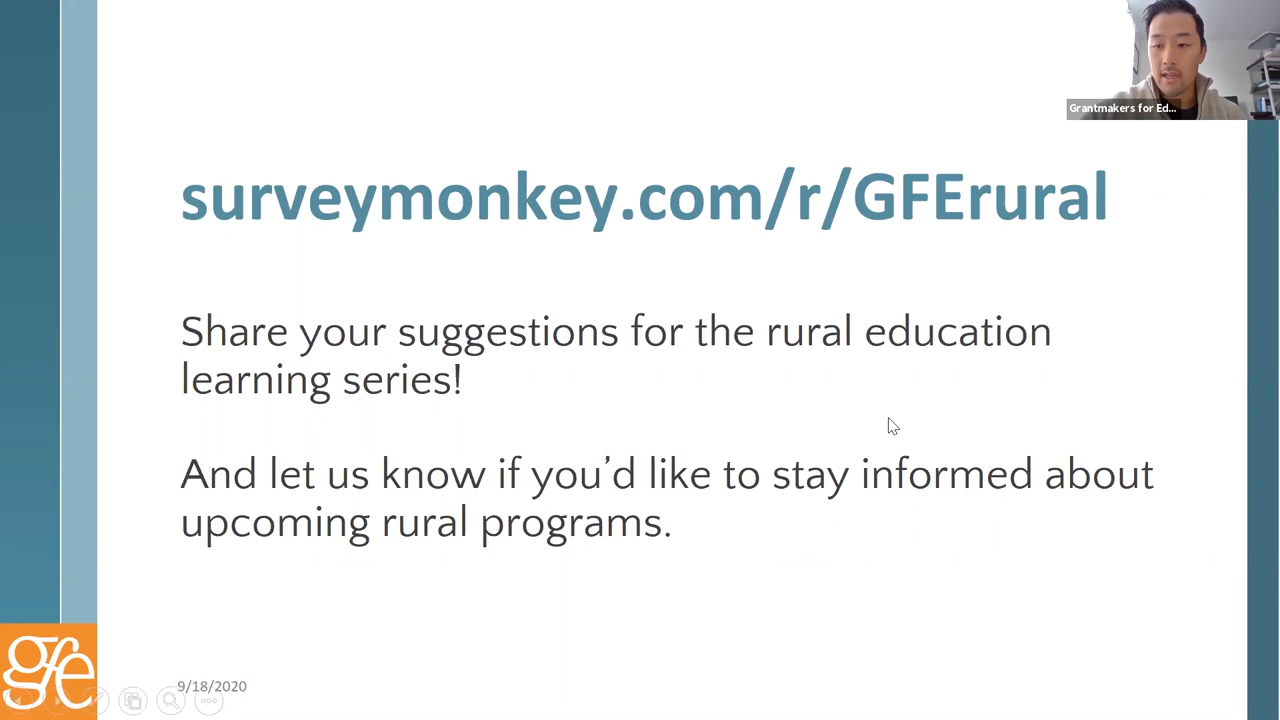 Grantmakers for Ed...
surveymonkey.com/r/GFErural
Share your suggestions for the rural education
learning series!
And let us know if you’d like to stay informed about
upcoming rural programs.
gfe
9/18/2020